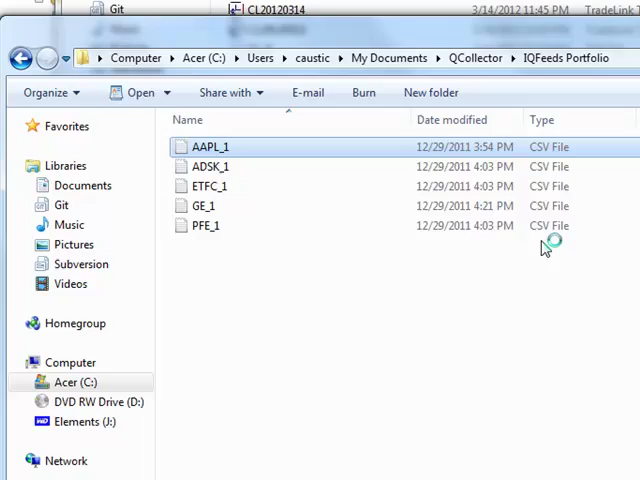 Git CL20120314 3/14/2012 11:45 PM TradeLink
Computer Acer (C:) Users caustic My Documents QCollector IQFeeds Portfolio
Organize Open Share with E-mail Burn New folder
Name Date modified Type
Favorites
Libraries
Documents
Git
Music
Pictures
Subversion
Videos
Homegroup
Computer
Acer (C:)
DVD RW Drive (D:)
Elements (J:)
Network
AAPL_1 12/29/2011 3:54 PM CSV File
ADSK_1 12/29/2011 4:03 PM CSV File
ETFC_1 12/29/2011 4:03 PM CSV File
GE_1 12/29/2011 4:21 PM CSV File
PFE_1 12/29/2011 4:03 PM CSV File